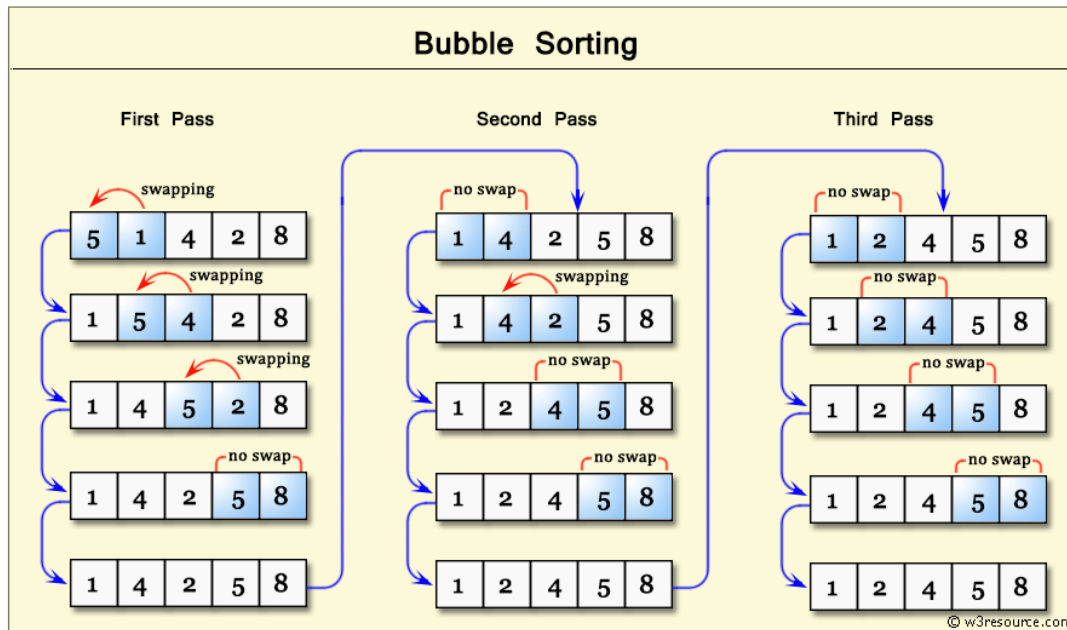 Bubble Sorting
First Pass
swapping
5 1 4 2 8
swapping
1 5 4 2 8
swapping
1 4 5 2 8
no swap
1 4 2 5 8
1 4 2 5 8
Second Pass
no swap
1 4 2 5 8
swapping
1 4 2 5 8
no swap
1 2 4 5 8
no swap
1 2 4 5 8
1 2 4 5 8
Third Pass
no swap
1 2 4 5 8
no swap
1 2 4 5 8
no swap
1 2 4 5 8
no swap
1 2 4 5 8
1 2 4 5 8
© w3resource.com